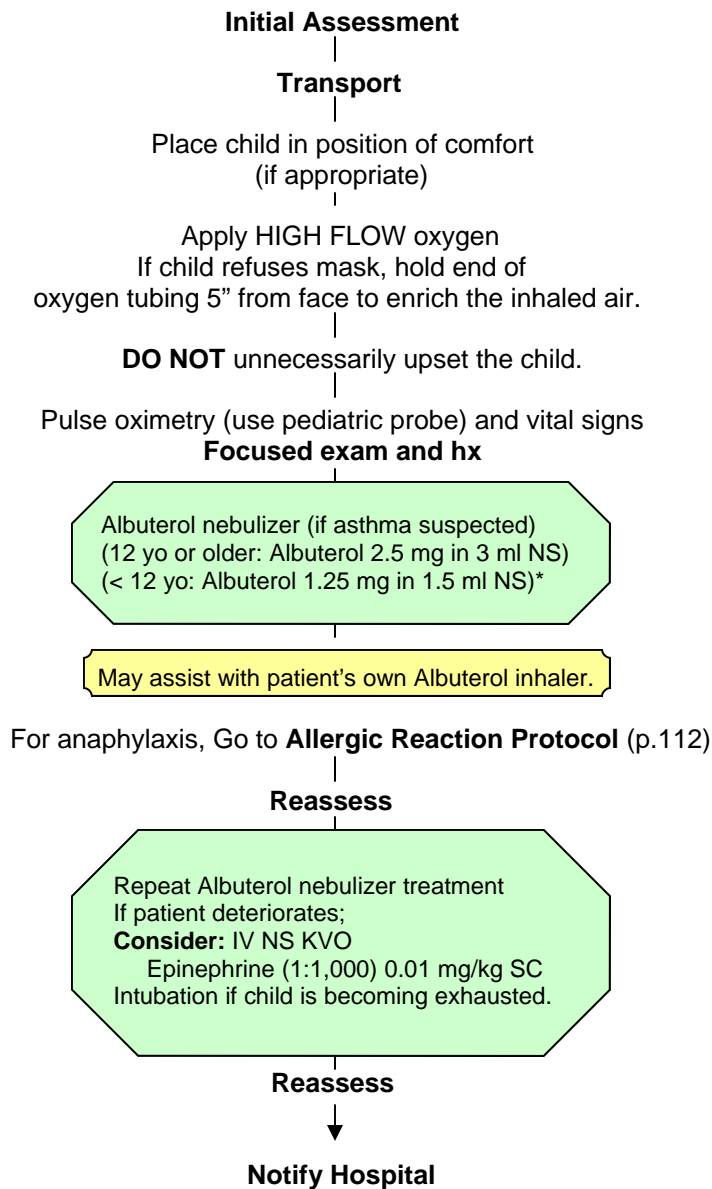 Initial Assessment
Transport
Place child in position of comfort
(if appropriate)
Apply HIGH FLOW oxygen
If child refuses mask, hold end of
oxygen tubing 5” from face to enrich the inhaled air.
DO NOT unnecessarily upset the child.
Pulse oximetry (use pediatric probe) and vital signs
Focused exam and hx
Albuterol nebulizer (if asthma suspected)
(12 yo or older: Albuterol 2.5 mg in 3 ml NS)
(< 12 yo: Albuterol 1.25 mg in 1.5 ml NS)*
May assist with patient’s own Albuterol inhaler.
For anaphylaxis, Go to Allergic Reaction Protocol (p.112)
Reassess
Repeat Albuterol nebulizer treatment
If patient deteriorates;
Consider: IV NS KVO
Epinephrine (1:1,000) 0.01 mg/kg SC
Intubation if child is becoming exhausted.
Reassess
Notify Hospital